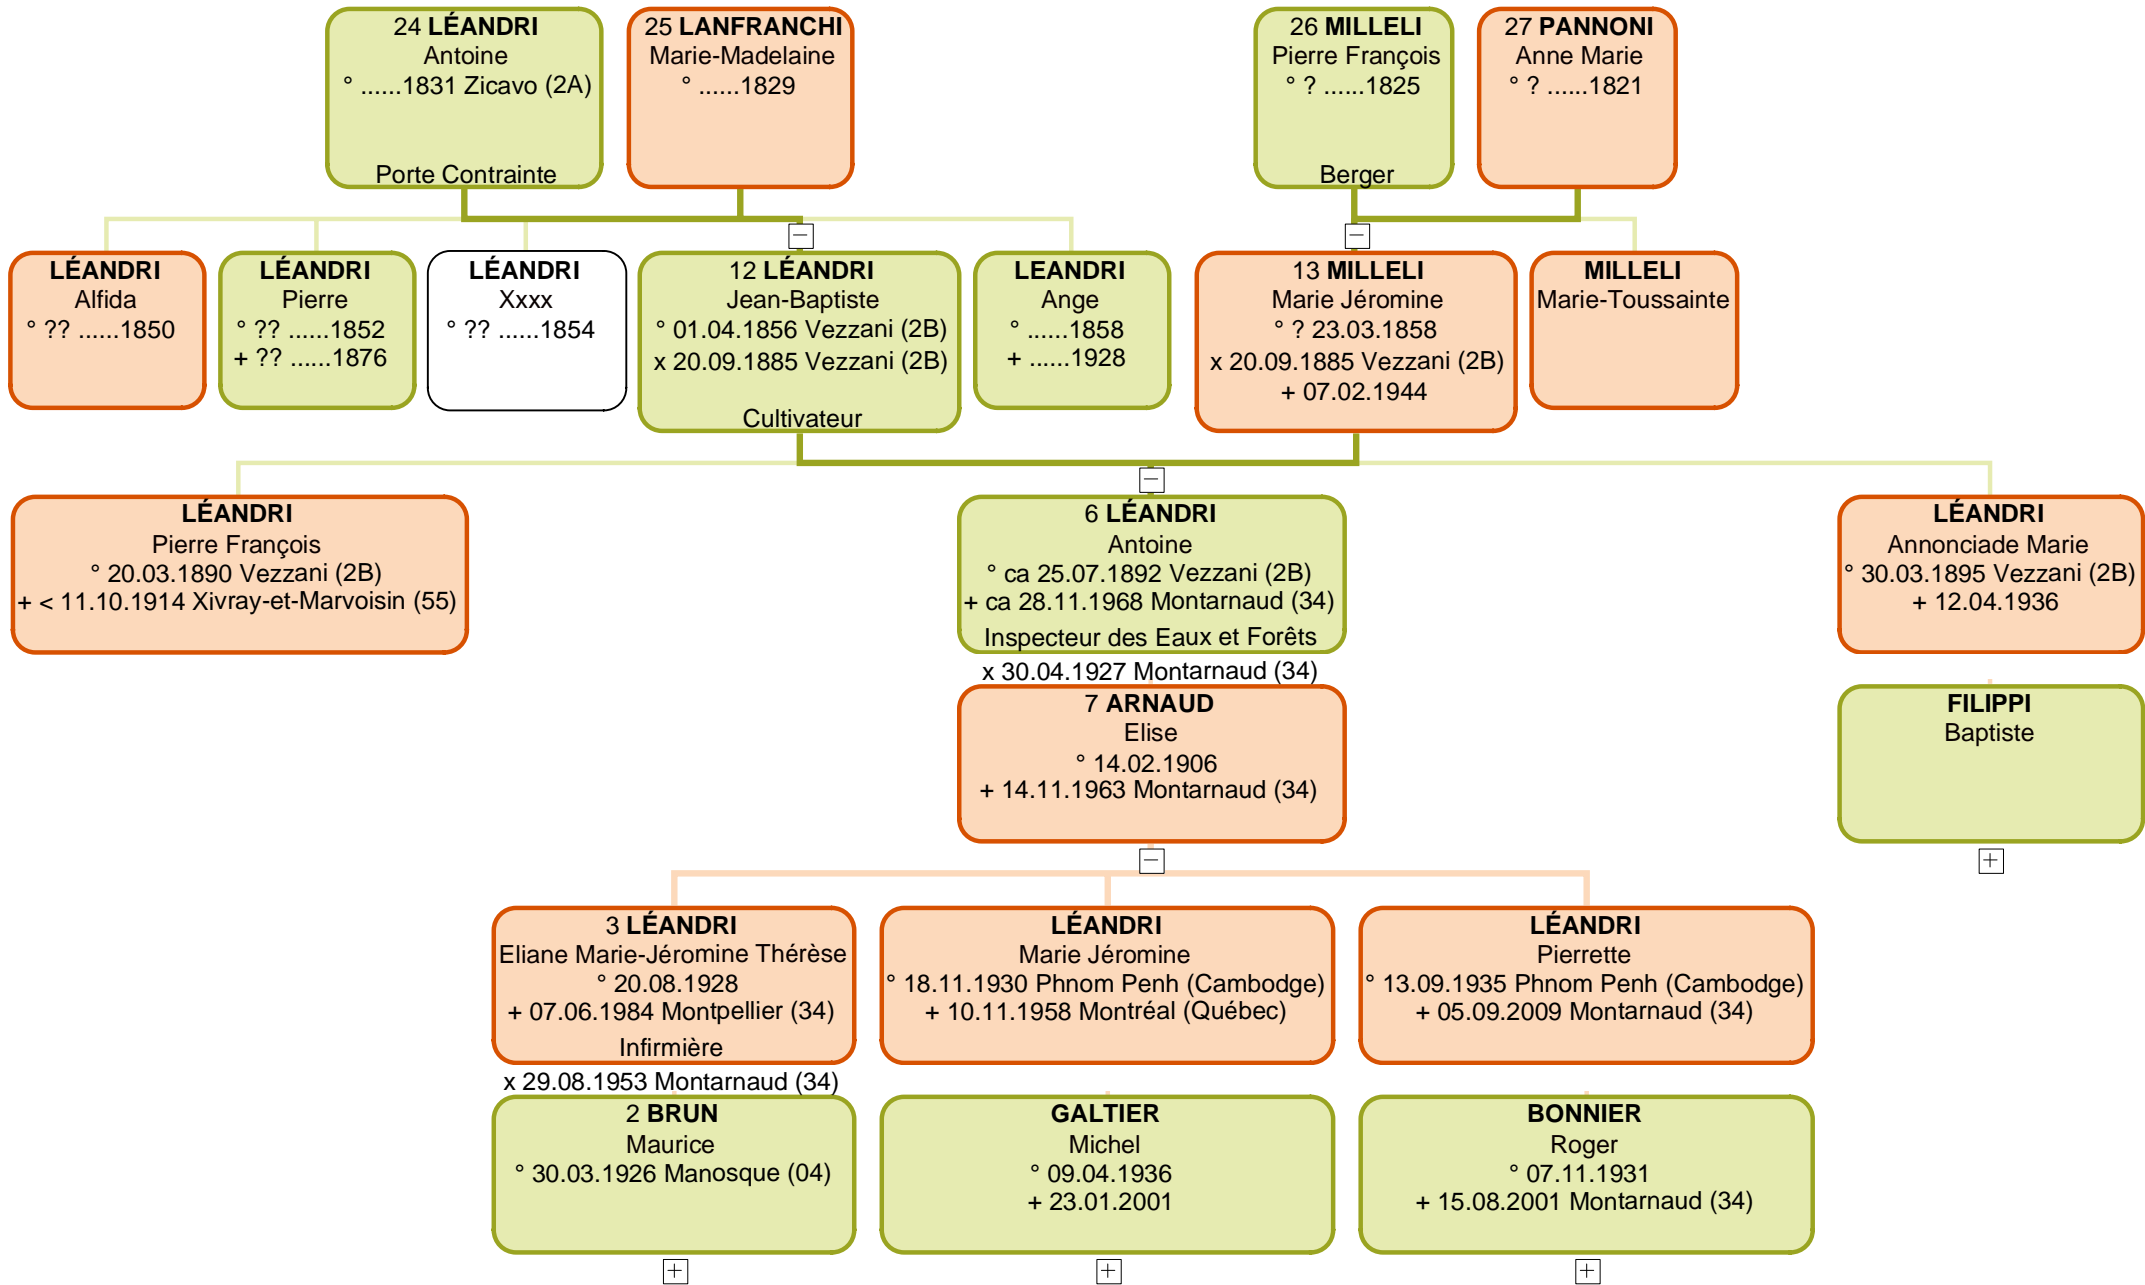 24 LÉANDRI
Antoine
° ......1831 Zicavo (2A)
Porte Contrainte
25 LANFRANCHI
Marie-Madelaine
° ......1829
26 MILLELI
Pierre François
° ? ......1825
Berger
27 PANNONI
Anne Marie
° ? ......1821
LÉANDRI
Alfida
° ?? ......1850
LÉANDRI
Pierre
° ?? ......1852
+ ?? ......1876
LÉANDRI
Xxxx
° ?? ......1854
12 LÉANDRI
Jean-Baptiste
° 01.04.1856 Vezzani (2B)
x 20.09.1885 Vezzani (2B)
Cultivateur
LEANDRI
Ange
° ......1858
+ ......1928
13 MILLELI
Marie Jéromine
° ? 23.03.1858
x 20.09.1885 Vezzani (2B)
+ 07.02.1944
MILLELI
Marie-Toussainte
LÉANDRI
Pierre François
° 20.03.1890 Vezzani (2B)
+ < 11.10.1914 Xivray-et-Marvoisin (55)
6 LÉANDRI
Antoine
° ca 25.07.1892 Vezzani (2B)
+ ca 28.11.1968 Montarnaud (34)
Inspecteur des Eaux et Forêts
x 30.04.1927 Montarnaud (34)
7 ARNAUD
Elise
° 14.02.1906
+ 14.11.1963 Montarnaud (34)
LÉANDRI
Annonciade Marie
° 30.03.1895 Vezzani (2B)
+ 12.04.1936
FILIPPI
Baptiste
3 LÉANDRI
Eliane Marie-Jéromine Thérèse
° 20.08.1928
+ 07.06.1984 Montpellier (34)
Infirmière
x 29.08.1953 Montarnaud (34)
2 BRUN
Maurice
° 30.03.1926 Manosque (04)
LÉANDRI
Marie Jéromine
° 18.11.1930 Phnom Penh (Cambodge)
+ 10.11.1958 Montréal (Québec)
GALTIER
Michel
° 09.04.1936
+ 23.01.2001
LÉANDRI
Pierrette
° 13.09.1935 Phnom Penh (Cambodge)
+ 05.09.2009 Montarnaud (34)
BONNIER
Roger
° 07.11.1931
+ 15.08.2001 Montarnaud (34)